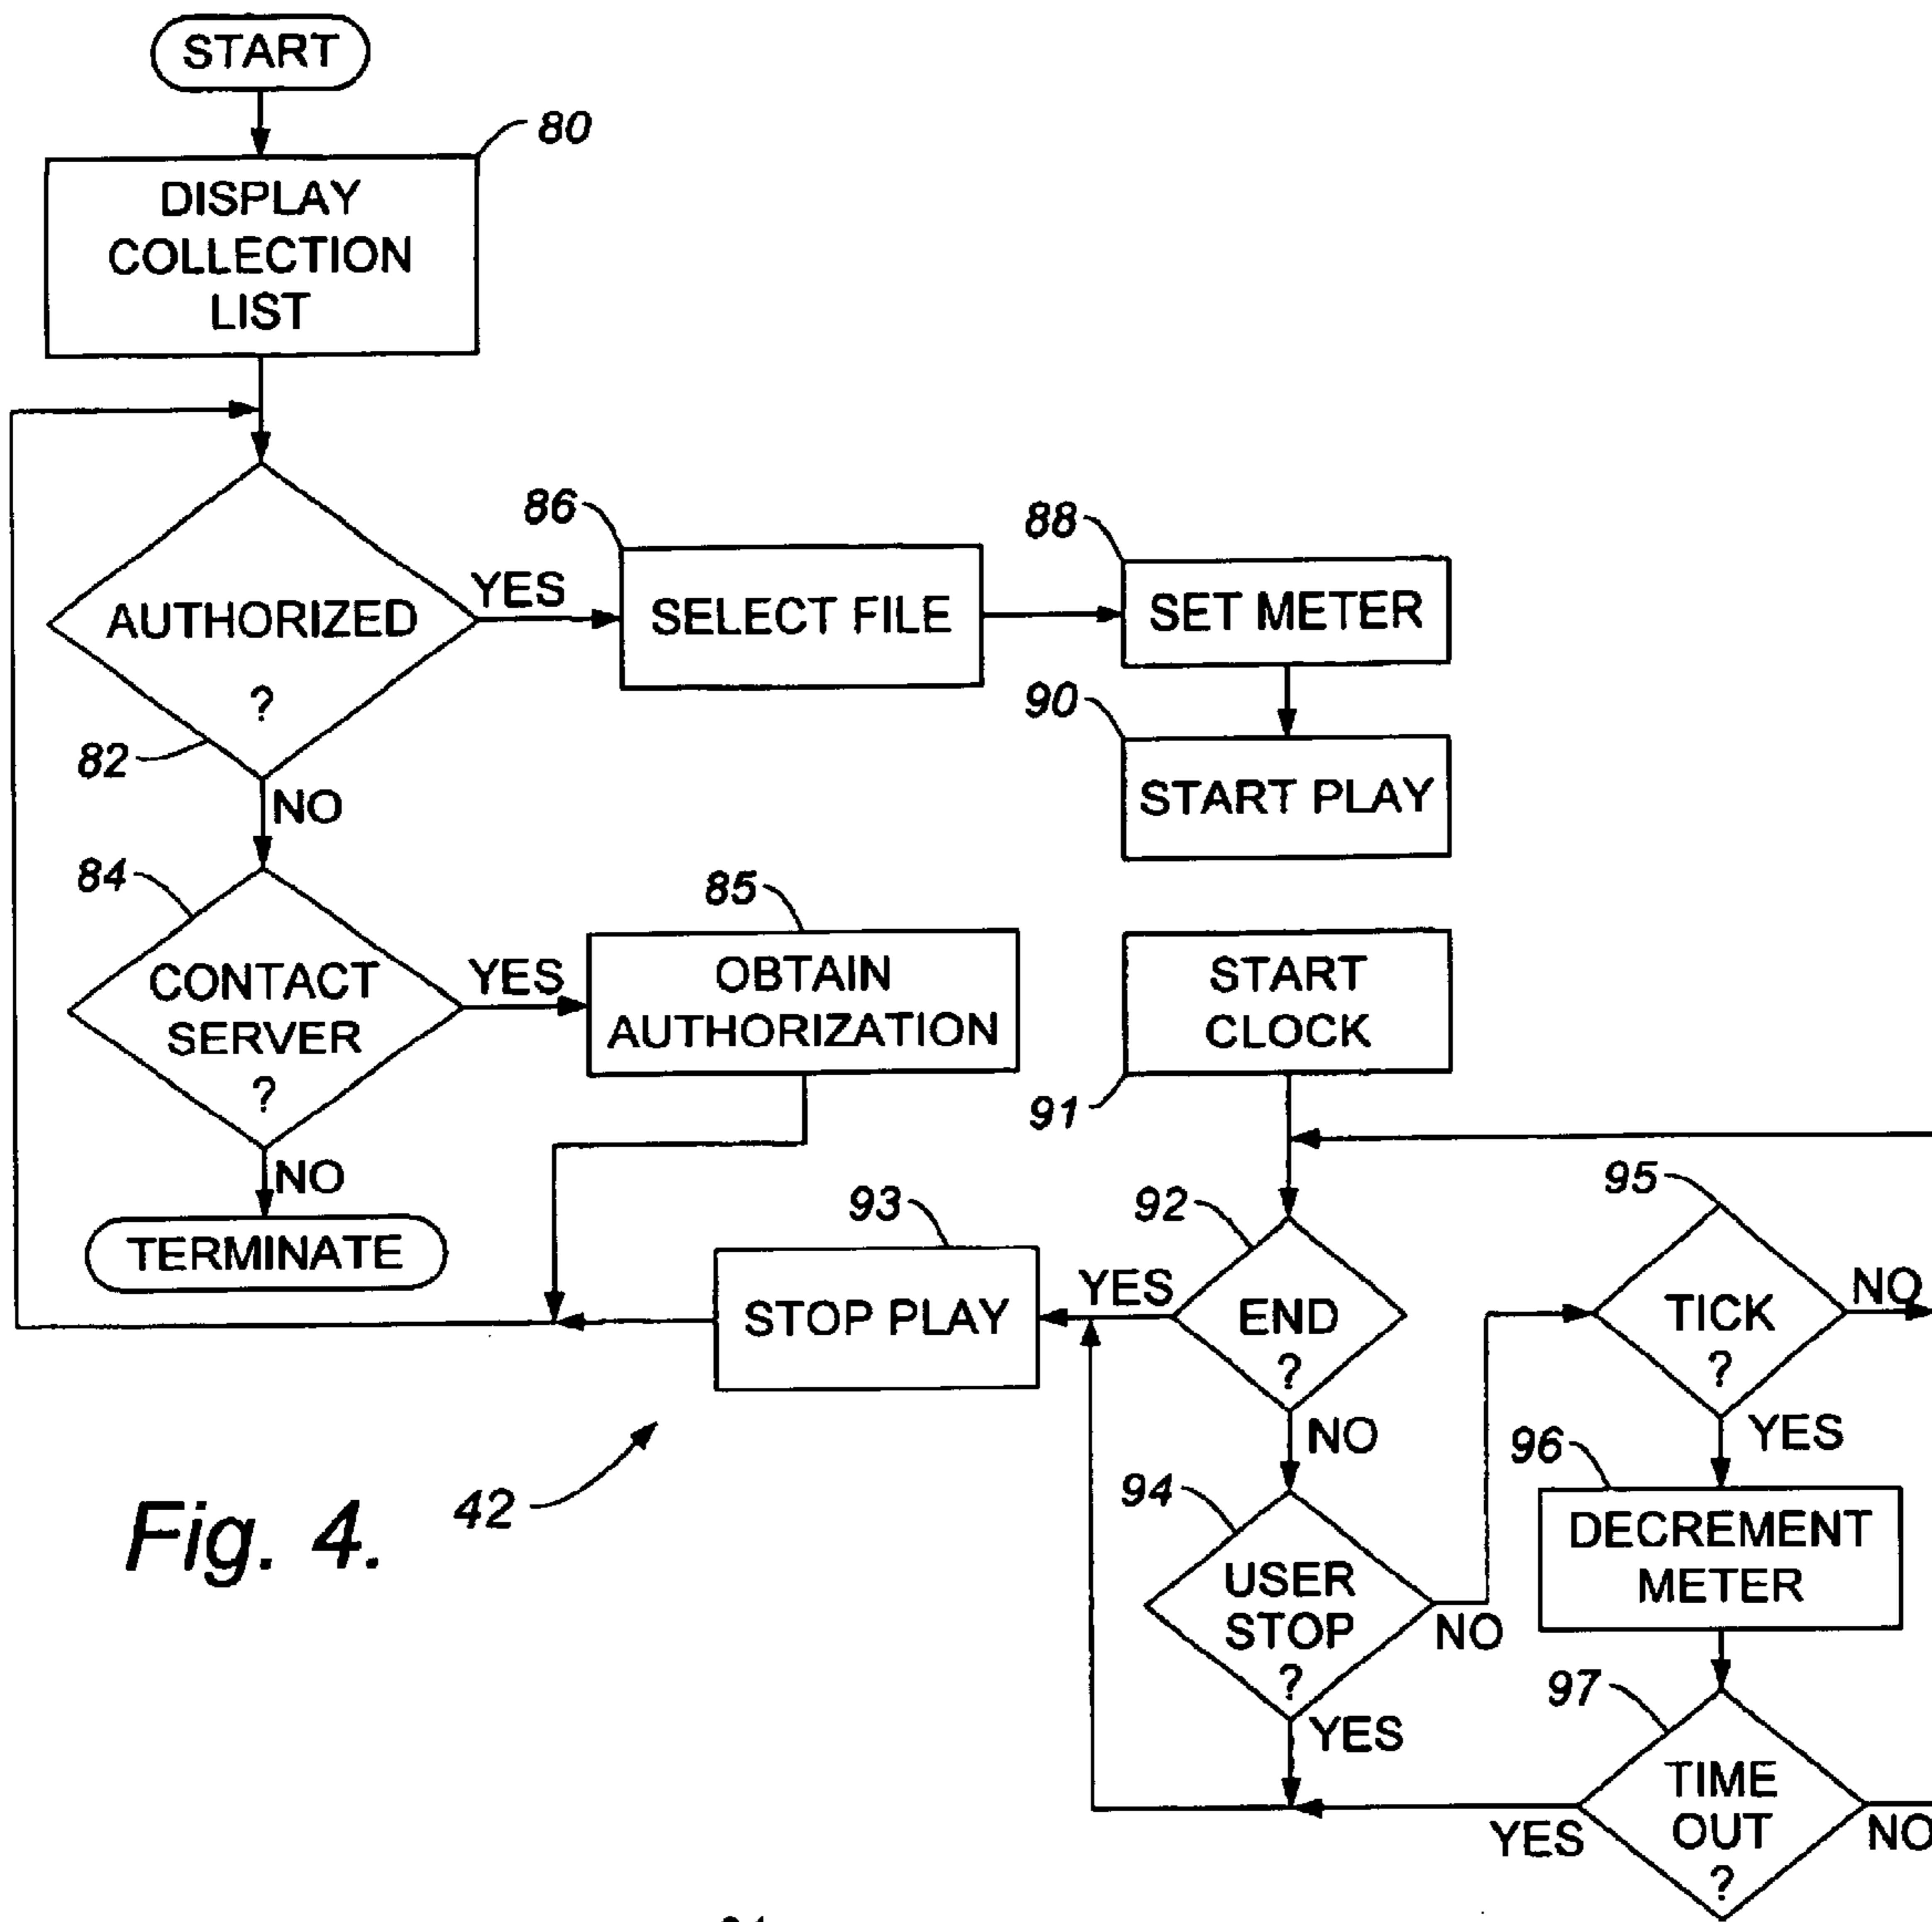 START
80
DISPLAY
COLLECTION
LIST
AUTHORIZED
?
82
YES
86
SELECT FILE
88
SET METER
90
START PLAY
NO
84
CONTACT
SERVER
?
YES
85
OBTAIN
AUTHORIZATION
NO
TERMINATE
START
CLOCK
91
92
END
?
YES
93
STOP PLAY
NO
94
USER
STOP
?
NO
YES
95
TICK
?
NO
YES
96
DECREMENT
METER
97
TIME
OUT
?
YES
NO
Fig. 4.
42